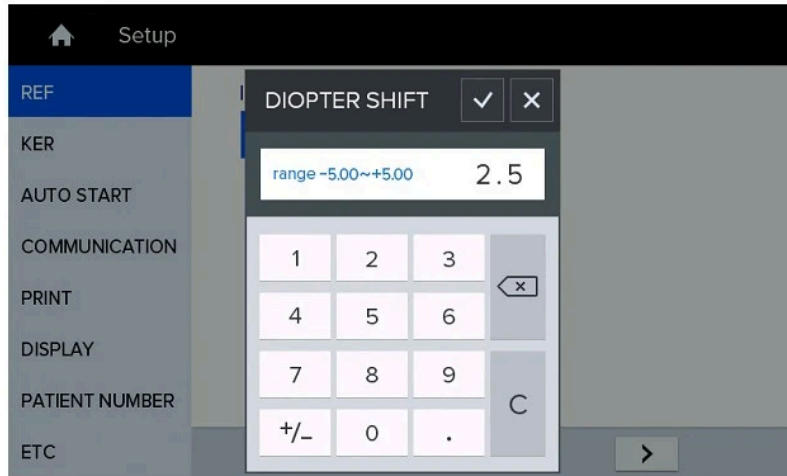 Setup
REF
KER
AUTO START
COMMUNICATION
PRINT
DISPLAY
PATIENT NUMBER
ETC
DIOPTER SHIFT
range -5.00~+5.00 2.5
1 2 3
4 5 6
7 8 9
C
+/- 0 .